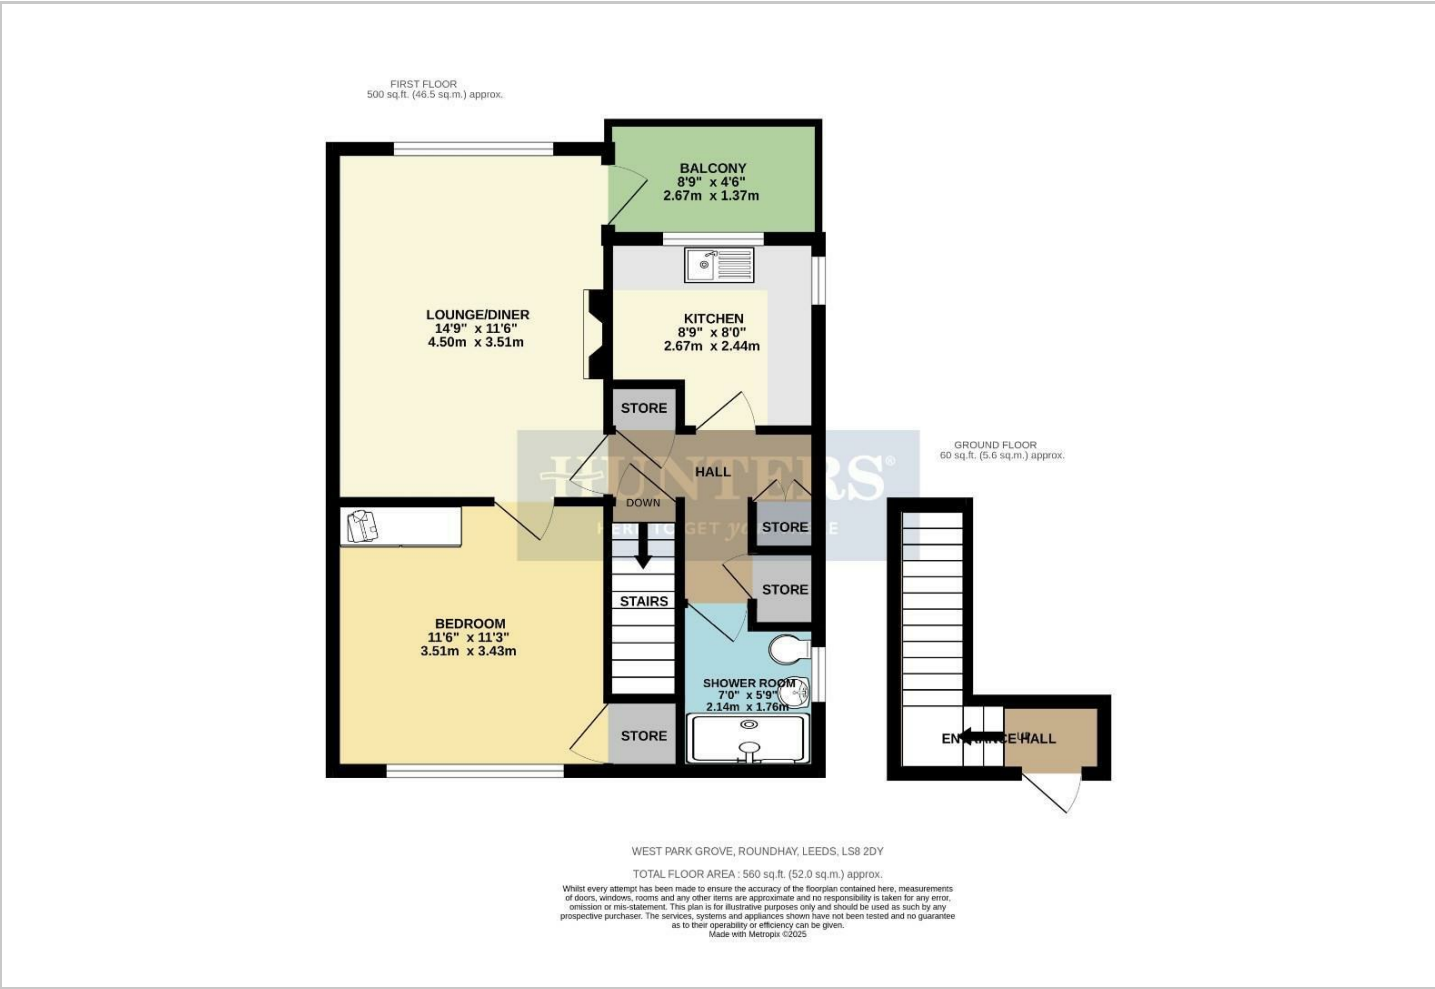 FIRST FLOOR
500 sq.ft. (46.5 sq.m.) approx.
BALCONY
8'9" x 4'6"
2.67m x 1.37m
LOUNGE/DINER
14'9" x 11'6"
4.50m x 3.51m
KITCHEN
8'9" x 8'0"
2.67m x 2.44m
STORE
HALL
HUNTERS®
DOWN
STORE
STORE
STAIRS
BEDROOM
11'6" x 11'3"
3.51m x 3.43m
SHOWER ROOM
7'0" x 5'9"
2.14m x 1.76m
STORE
GROUND FLOOR
60 sq.ft. (5.6 sq.m.) approx.
UP
ENTRANCE HALL
WEST PARK GROVE, ROUNDHAY, LEEDS, LS8 2DY
TOTAL FLOOR AREA : 560 sq.ft. (52.0 sq.m.) approx.
Whilst every attempt has been made to ensure the accuracy of the floorplan contained here, measurements
of doors, windows, rooms and any other items are approximate and no responsibility is taken for any error,
omission or mis-statement. This plan is for illustrative purposes only and should be used as such by any
prospective purchaser. The services, systems and appliances shown have not been tested and no guarantee
as to their operability or efficiency can be given.
Made with Metropix ©2025